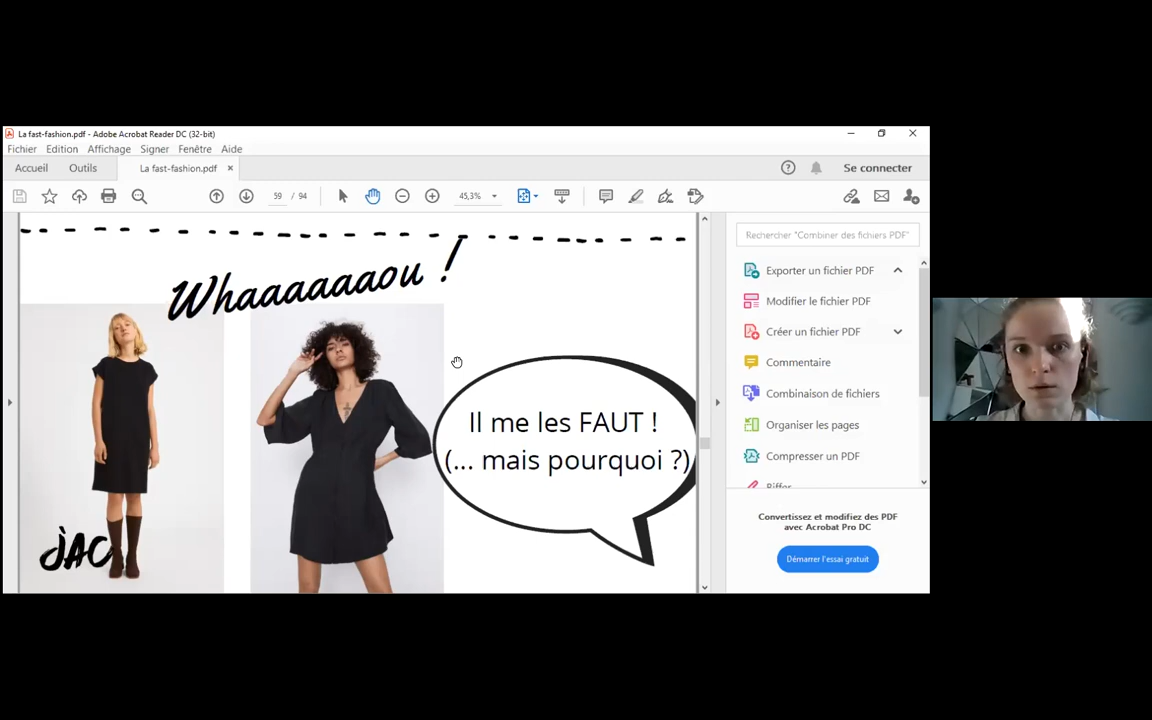 La fast-fashion.pdf - Adobe Acrobat Reader DC (32-bit)
Fichier Edition Affichage Signer Fenêtre Aide
Accueil Outils La fast-fashion.pdf × Se connecter
59 / 94 45,3%
Rechercher "Combiner des fichiers PDF"
Exporter un fichier PDF
Modifier le fichier PDF
Créer un fichier PDF
Commentaire
Combinaison de fichiers
Organiser les pages
Compresser un PDF
Convertissez et modifiez des PDF
avec Acrobat Pro DC
Démarrer l'essai gratuit
Whaaaaaaou !
Il me les FAUT !
(... mais pourquoi ?)
JAC